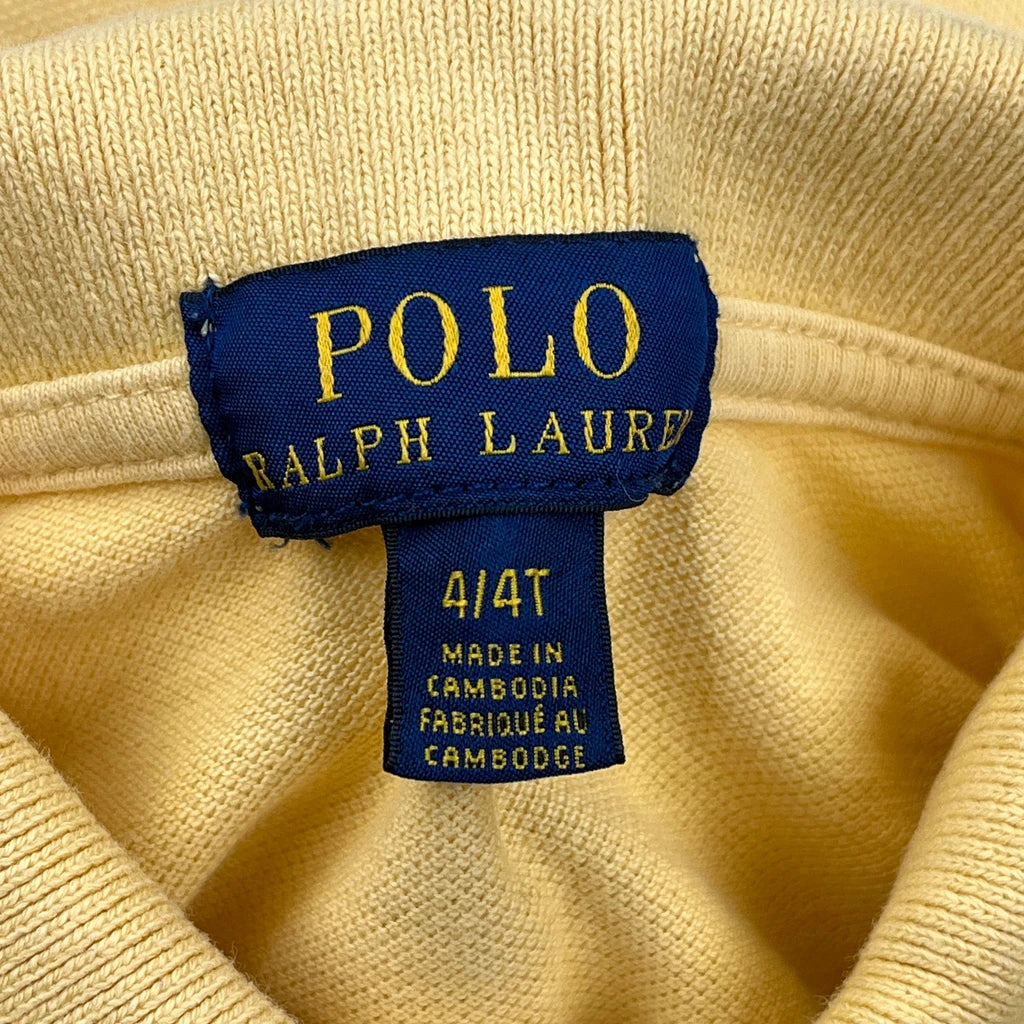 POLO
RALPH LAUREN
4/4T
MADE IN
CAMBODIA
FABRIQUÉ AU
CAMBODGE